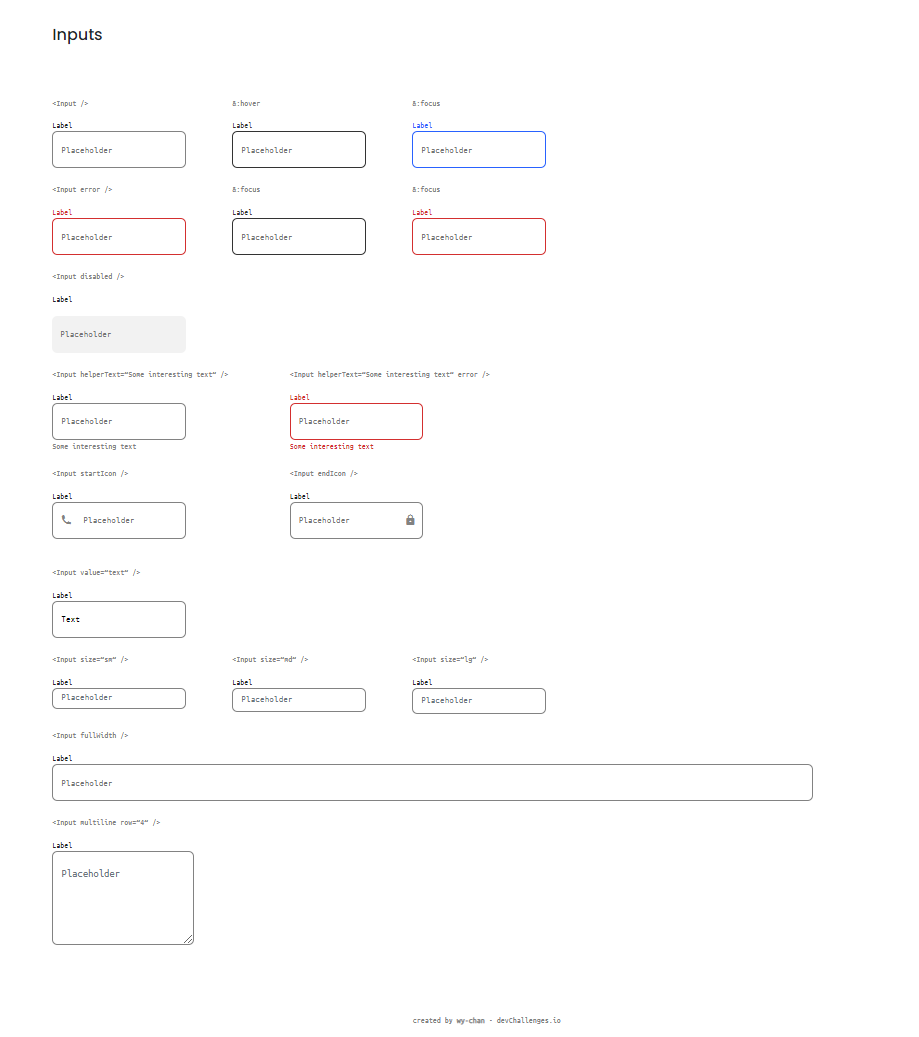 Inputs
<Input /> &:hover &:focus
Label Label Label
Placeholder Placeholder Placeholder
<Input error /> &:focus &:focus
Label Label Label
Placeholder Placeholder Placeholder
<Input disabled />
Label
Placeholder
<Input helperText="Some interesting text" /> <Input helperText="Some interesting text" error />
Label Label
Placeholder Placeholder
Some interesting text Some interesting text
<Input startIcon /> <Input endIcon />
Label Label
Placeholder Placeholder
<Input value="text" />
Label
Text
<Input size="sm" /> <Input size="md" /> <Input size="lg" />
Label Label Label
Placeholder Placeholder Placeholder
<Input fullWidth />
Label
Placeholder
<Input multiline row="4" />
Label
Placeholder
created by wy-chan - devChallenges.io